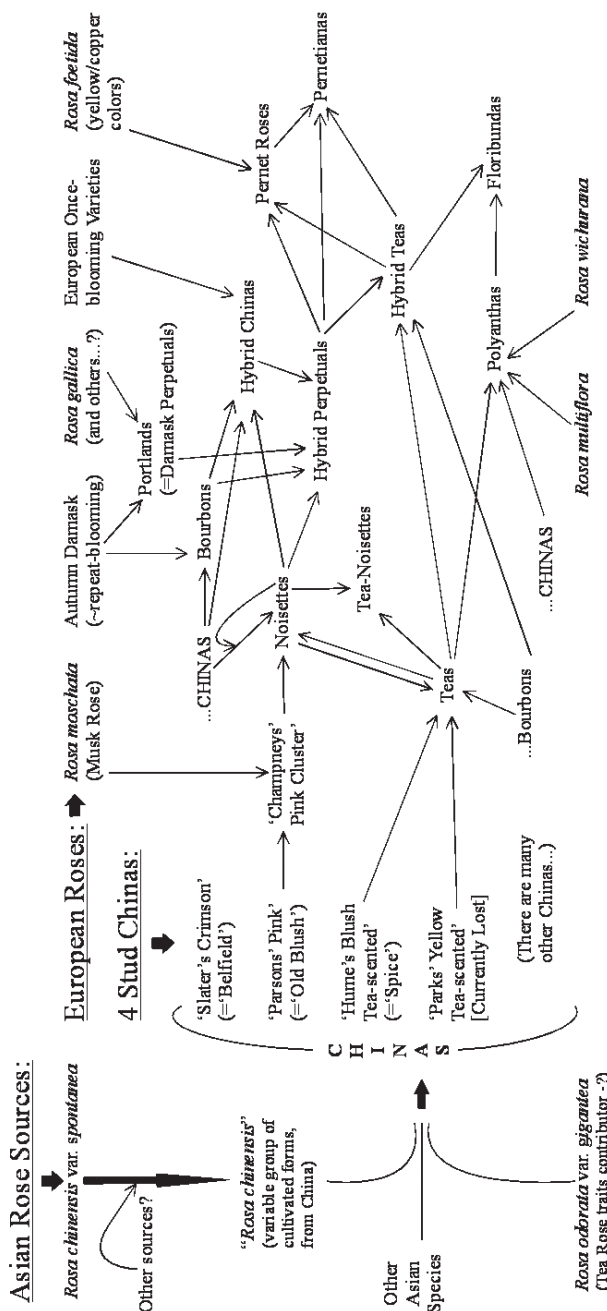 Asian Rose Sources:
Rosa chinensis var. spontanea
Other sources?
"Rosa chinensis"
(variable group of
cultivated forms,
from China)
Other
Asian
Species
Rosa odorata var. gigantea
(Tea Rose traits contributor -?)
CHINAS
European Roses:
4 Stud Chinas:
'Slater's Crimson'
(='Belfield')
'Parsons' Pink'
(='Old Blush')
'Hume's Blush
Tea-scented'
(='Spice')
'Parks' Yellow
Tea-scented'
[Currently Lost]
(There are many
other Chinas...)
Rosa moschata
(Musk Rose)
Autumn Damask
(~repeat-blooming)
Rosa gallica
(and others...?)
European Once-
blooming Varieties
Rosa foetida
(yellow/copper
colors)
'Champneys'
Pink Cluster'
...CHINAS
Bourbons
Portlands
(=Damask Perpetuals)
Hybrid Chinas
Pernet Roses
Noisettes
Hybrid Perpetuals
Pernetianas
Tea-Noisettes
Hybrid Teas
Teas
Polyanthas
Floribundas
...Bourbons
...CHINAS
Rosa multiflora
Rosa wichurana